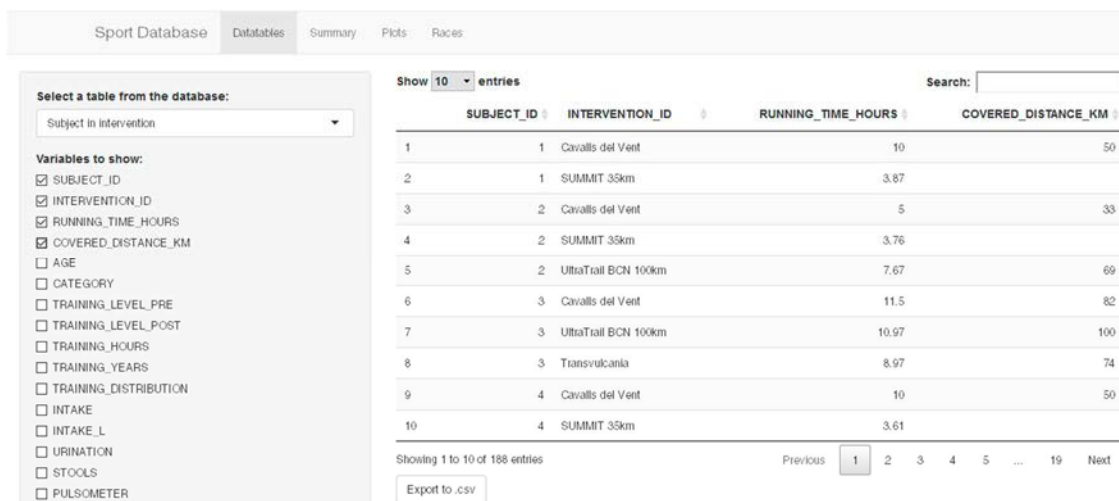 Sport Database Datatables Summary Plots Races
Select a table from the database:
Subject in intervention
Variables to show:
SUBJECT_ID
INTERVENTION_ID
RUNNING_TIME_HOURS
COVERED_DISTANCE_KM
AGE
CATEGORY
TRAINING_LEVEL_PRE
TRAINING_LEVEL_POST
TRAINING_HOURS
TRAINING_YEARS
TRAINING_DISTRIBUTION
INTAKE
INTAKE_L
URINATION
STOOLS
PULSOMETER
Show 10 entries
Search:
SUBJECT_ID INTERVENTION_ID RUNNING_TIME_HOURS COVERED_DISTANCE_KM
1 1 Cavalls del Vent 10 50
2 1 SUMMIT 35km 3.87
3 2 Cavalls del Vent 5 33
4 2 SUMMIT 35km 3.76
5 2 UltraTrail BCN 100km 7.67 69
6 3 Cavalls del Vent 11.5 82
7 3 UltraTrail BCN 100km 10.97 100
8 3 Transvulcania 8.97 74
9 4 Cavalls del Vent 10 50
10 4 SUMMIT 35km 3.61
Showing 1 to 10 of 188 entries
Previous 1 2 3 4 5 ... 19 Next
Export to .csv